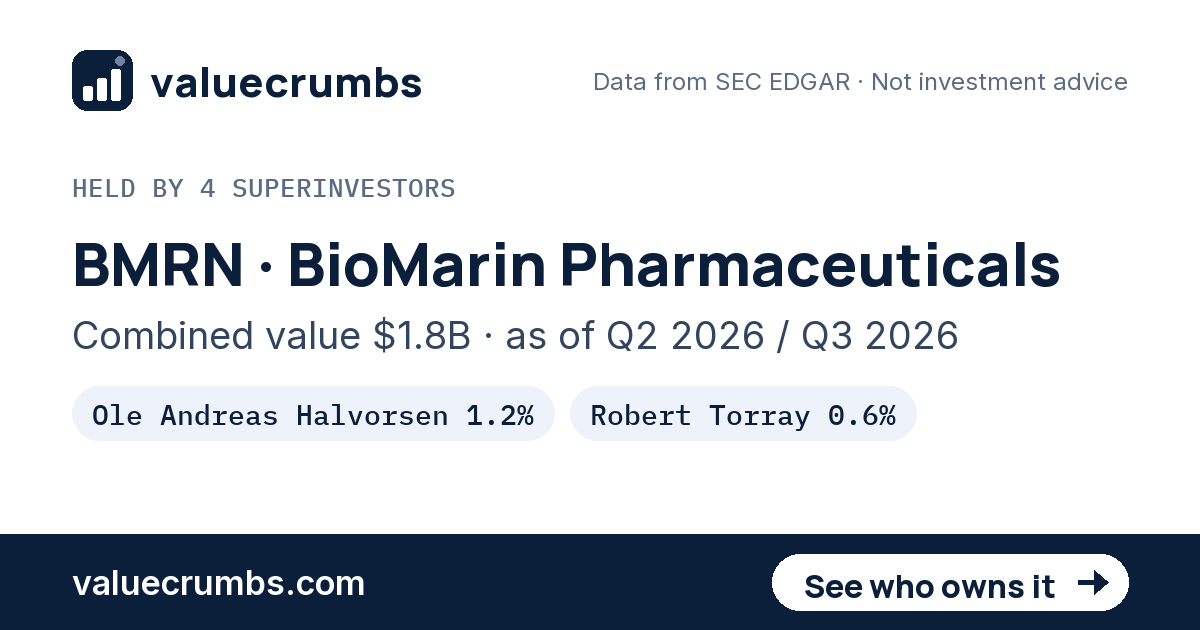 valuecrumbs
Data from SEC EDGAR · Not investment advice
HELD BY 4 SUPERINVESTORS
BMRN · BioMarin Pharmaceuticals
Combined value $1.8B · as of Q2 2026 / Q3 2026
Ole Andreas Halvorsen 1.2%
Robert Torray 0.6%
valuecrumbs.com
See who owns it →